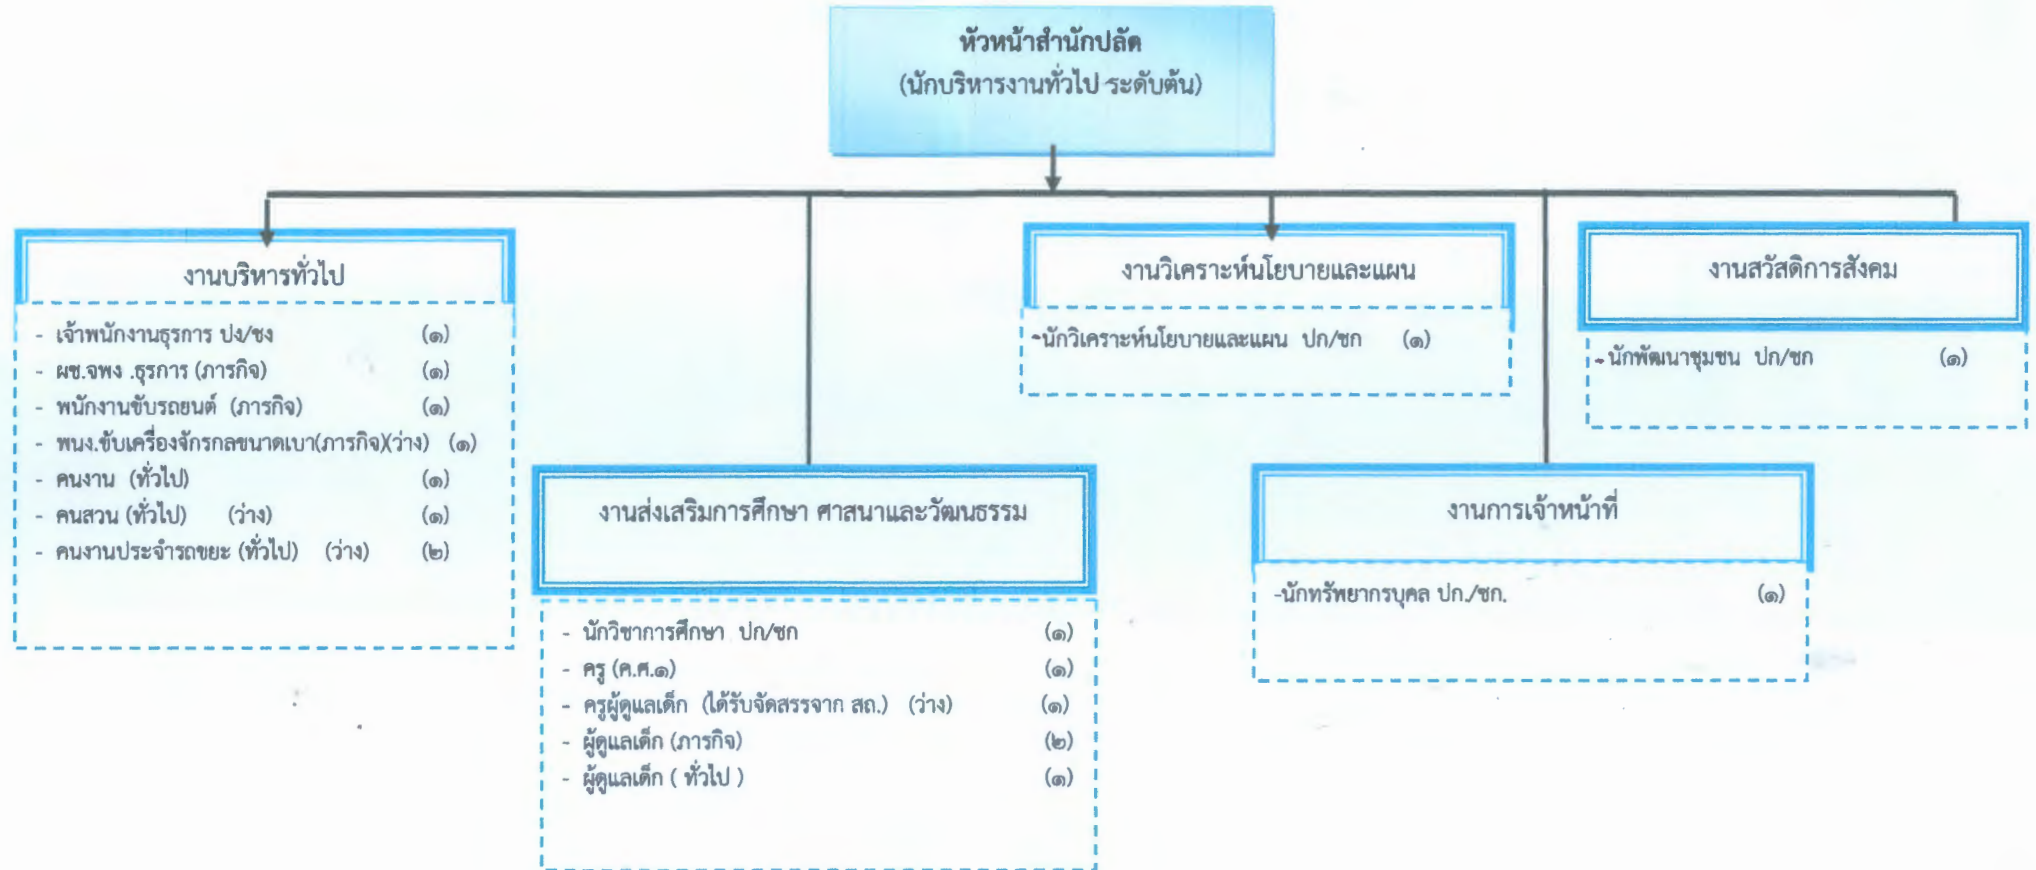 หัวหน้าสำนักปลัด
(นักบริหารงานทั่วไป ระดับต้น)
งานบริหารทั่วไป
- เจ้าพนักงานธุรการ ปง/ชง (๑)
- ผช.จพง .ธุรการ (ภารกิจ) (๑)
- พนักงานขับรถยนต์ (ภารกิจ) (๑)
- พนง.ขับเครื่องจักรกลขนาดเบา(ภารกิจ)(ว่าง) (๑)
- คนงาน (ทั่วไป) (๑)
- คนสวน (ทั่วไป) (ว่าง) (๑)
- คนงานประจำรถขยะ (ทั่วไป) (ว่าง) (๒)
งานส่งเสริมการศึกษา ศาสนาและวัฒนธรรม
- นักวิชาการศึกษา ปก/ชก (๑)
- ครู (ค.ศ.๑) (๑)
- ครูผู้ดูแลเด็ก (ได้รับจัดสรรจาก สถ.) (ว่าง) (๑)
- ผู้ดูแลเด็ก (ภารกิจ) (๒)
- ผู้ดูแลเด็ก ( ทั่วไป ) (๑)
งานวิเคราะห์นโยบายและแผน
-นักวิเคราะห์นโยบายและแผน ปก/ชก (๑)
งานการเจ้าหน้าที่
-นักทรัพยากรบุคล ปก./ชก. (๑)
งานสวัสดิการสังคม
- นักพัฒนาชุมชน ปก/ชก (๑)